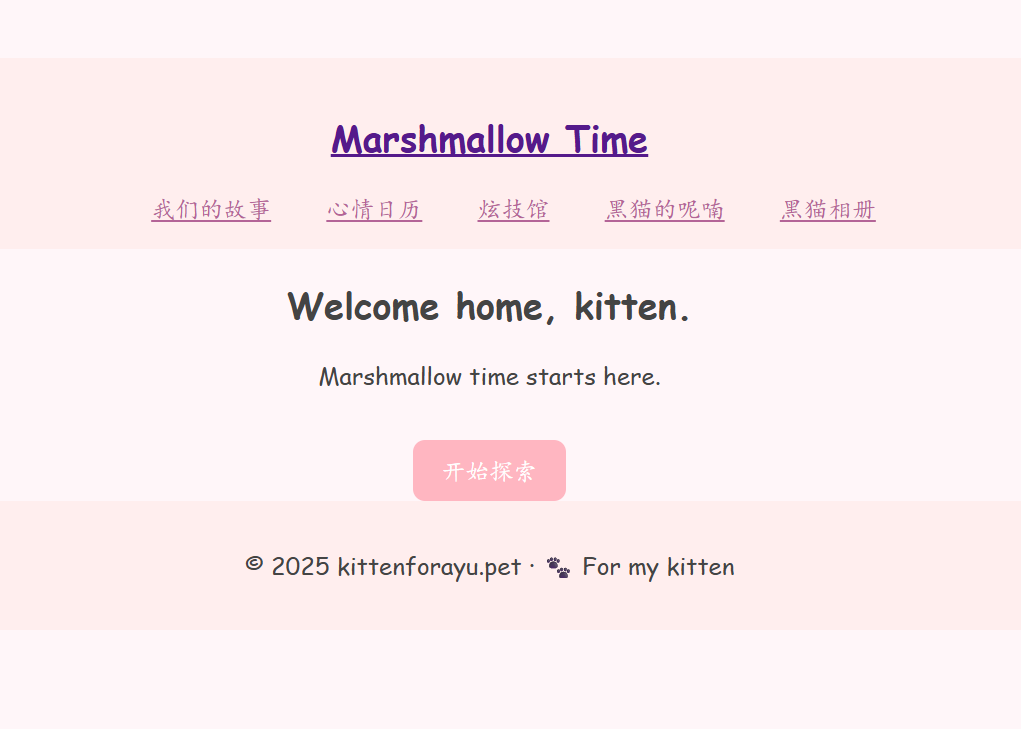 Marshmallow Time
我们的故事 心情日历 炫技馆 黑猫的呢喃 黑猫相册
Welcome home, kitten.
Marshmallow time starts here.
开始探索
© 2025 kittenforayu.pet · 🐾 For my kitten